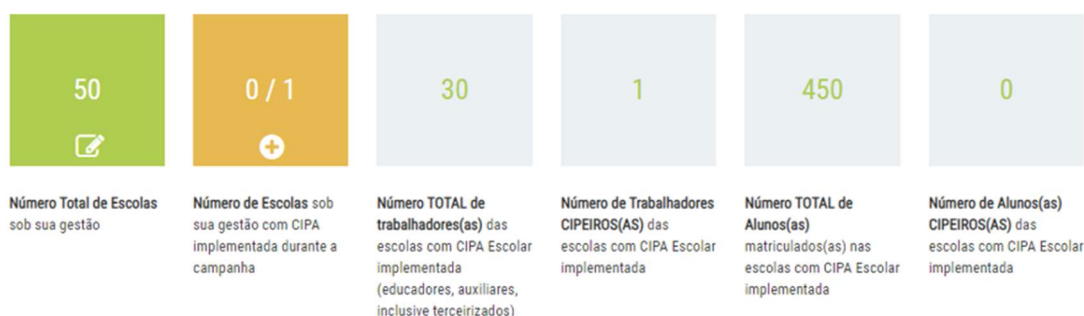 50
0 / 1
30
1
450
0
Número Total de Escolas
sob sua gestão
Número de Escolas sob
sua gestão com CIPA
implementada durante a
campanha
Número TOTAL de
trabalhadores(as) das
escolas com CIPA Escolar
implementada
(educadores, auxiliares,
inclusive terceirizados)
Número de Trabalhadores
CIPEIROS(AS) das
escolas com CIPA Escolar
implementada
Número TOTAL de
Alunos(as)
matriculados(as) nas
escolas com CIPA Escolar
implementada
Número de Alunos(as)
CIPEIROS(AS) das
escolas com CIPA Escolar
implementada